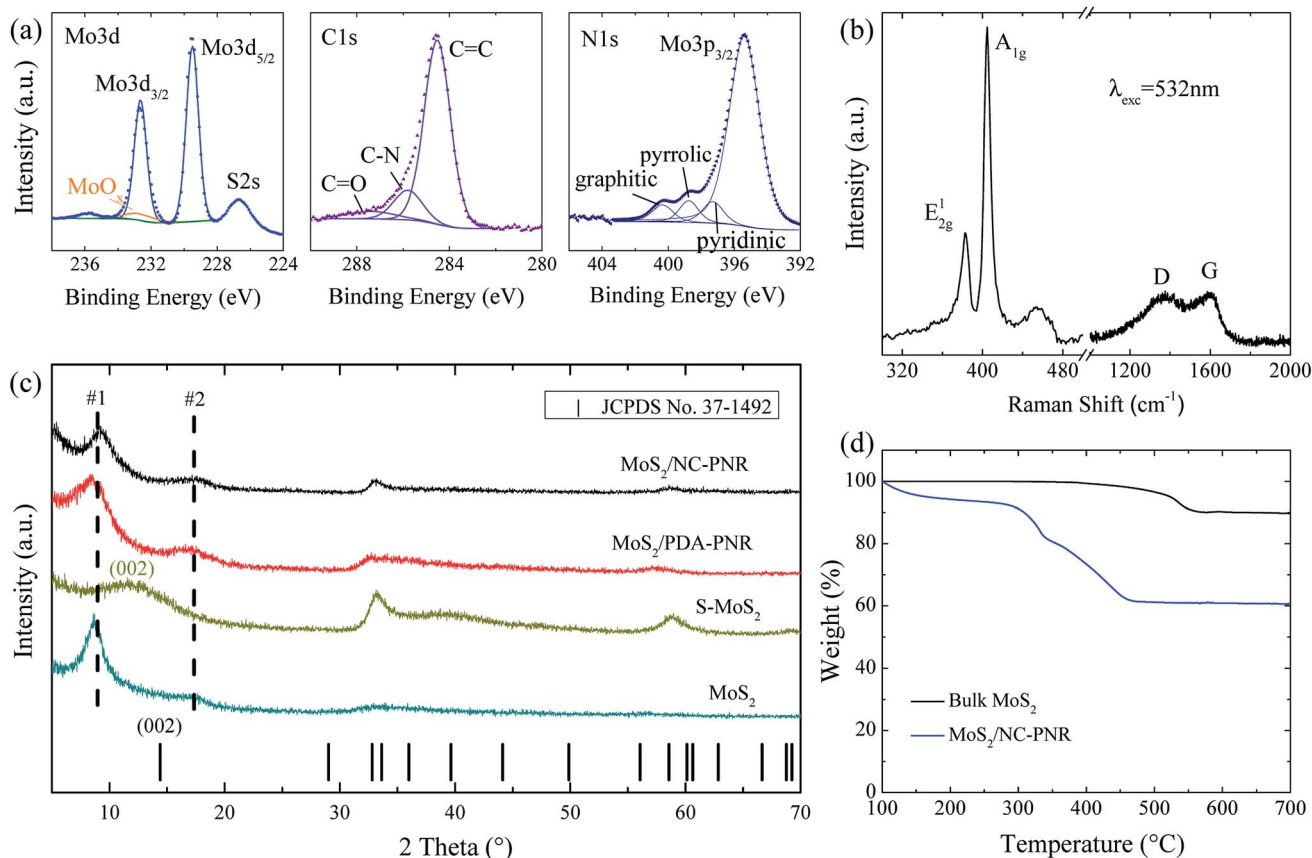 (a)
Mo3d
Mo3d5/2
Mo3d3/2
MoOx
S2s
Intensity (a.u.)
236 232 228 224
Binding Energy (eV)
C1s
C=C
C-N
C=O
288 284 280
Binding Energy (eV)
N1s
Mo3p3/2
pyrrolic
graphitic
pyridinic
404 400 396 392
Binding Energy (eV)
(b)
A1g
λexc=532nm
E¹2g
D G
Intensity (a.u.)
320 400 480 1200 1600 2000
Raman Shift (cm⁻¹)
(c)
#1 #2
| JCPDS No. 37-1492
MoS2/NC-PNR
MoS2/PDA-PNR
(002)
S-MoS2
MoS2
(002)
Intensity (a.u.)
10 20 30 40 50 60 70
2 Theta (°)
(d)
100
80
60
40
20
0
Weight (%)
Bulk MoS2
MoS2/NC-PNR
100 200 300 400 500 600 700
Temperature (°C)